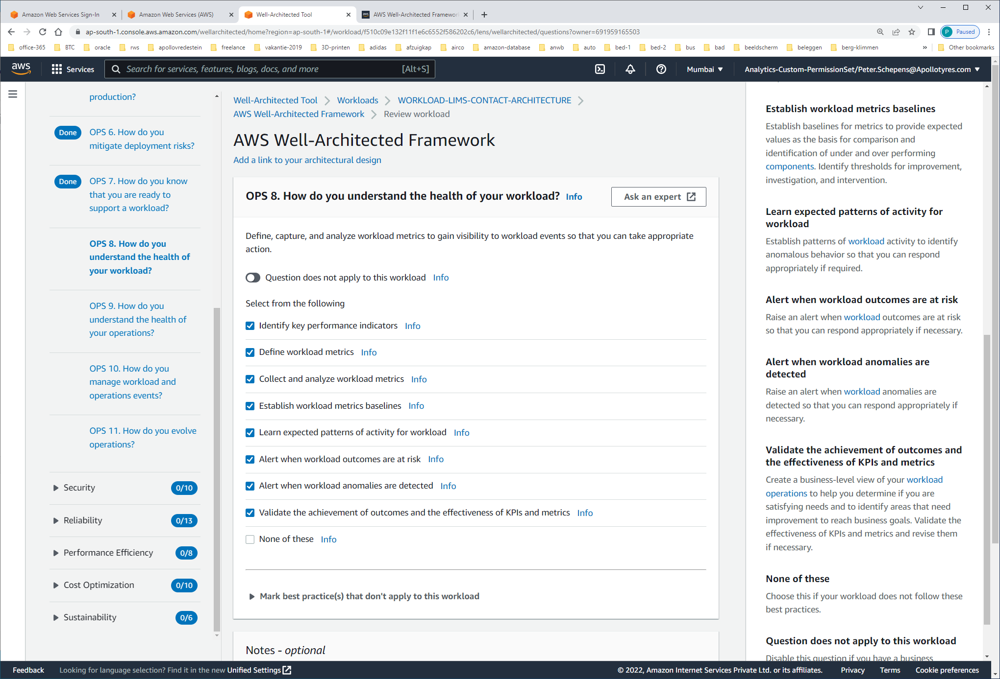 Amazon Web Services Sign-In
Amazon Web Services (AWS)
Well-Architected Tool
AWS Well-Architected Framework
ap-south-1.console.aws.amazon.com/wellarchitected/home?region=ap-south-1#/workload/f510c09e132f11f1e6c6552f586202c6/lens/wellarchitected/questions?owner=691959165503
P Paused
office-365 BTC oracle rws apollovredestein freelance vakantie-2019 3D-printen adidas afzuigkap airco amazon-database anwb auto bed-1 bed-2 bus bad beeldscherm beleggen berg-klimmen » Other bookmarks
aws Services Search for services, features, blogs, docs, and more [Alt+S] Mumbai Analytics-Custom-PermissionSet/Peter.Schepens@Apollotyres.com
production?
Done OPS 6. How do you
mitigate deployment risks?
Done OPS 7. How do you know
that you are ready to
support a workload?
OPS 8. How do you
understand the health of
your workload?
OPS 9. How do you
understand the health of
your operations?
OPS 10. How do you
manage workload and
operations events?
OPS 11. How do you evolve
operations?
Security 0/10
Reliability 0/13
Performance Efficiency 0/8
Cost Optimization 0/10
Sustainability 0/6
Well-Architected Tool Workloads WORKLOAD-LIMS-CONTACT-ARCHITECTURE
AWS Well-Architected Framework Review workload
AWS Well-Architected Framework
Add a link to your architectural design
OPS 8. How do you understand the health of your workload? Info
Ask an expert
Define, capture, and analyze workload metrics to gain visibility to workload events so that you can take appropriate
action.
Question does not apply to this workload Info
Select from the following
Identify key performance indicators Info
Define workload metrics Info
Collect and analyze workload metrics Info
Establish workload metrics baselines Info
Learn expected patterns of activity for workload Info
Alert when workload outcomes are at risk Info
Alert when workload anomalies are detected Info
Validate the achievement of outcomes and the effectiveness of KPIs and metrics Info
None of these Info
Mark best practice(s) that don't apply to this workload
Notes - optional
Establish workload metrics baselines
Establish baselines for metrics to provide expected
values as the basis for comparison and
identification of under and over performing
components. Identify thresholds for improvement,
investigation, and intervention.
Learn expected patterns of activity for
workload
Establish patterns of workload activity to identify
anomalous behavior so that you can respond
appropriately if required.
Alert when workload outcomes are at risk
Raise an alert when workload outcomes are at risk
so that you can respond appropriately if necessary.
Alert when workload anomalies are
detected
Raise an alert when workload anomalies are
detected so that you can respond appropriately if
necessary.
Validate the achievement of outcomes and
the effectiveness of KPIs and metrics
Create a business-level view of your workload
operations to help you determine if you are
satisfying needs and to identify areas that need
improvement to reach business goals. Validate the
effectiveness of KPIs and metrics and revise them
if necessary.
None of these
Choose this if your workload does not follow these
best practices.
Question does not apply to this workload
Disable this question if you have a business
Feedback Looking for language selection? Find it in the new Unified Settings © 2022, Amazon Internet Services Private Ltd. or its affiliates. Privacy Terms Cookie preferences